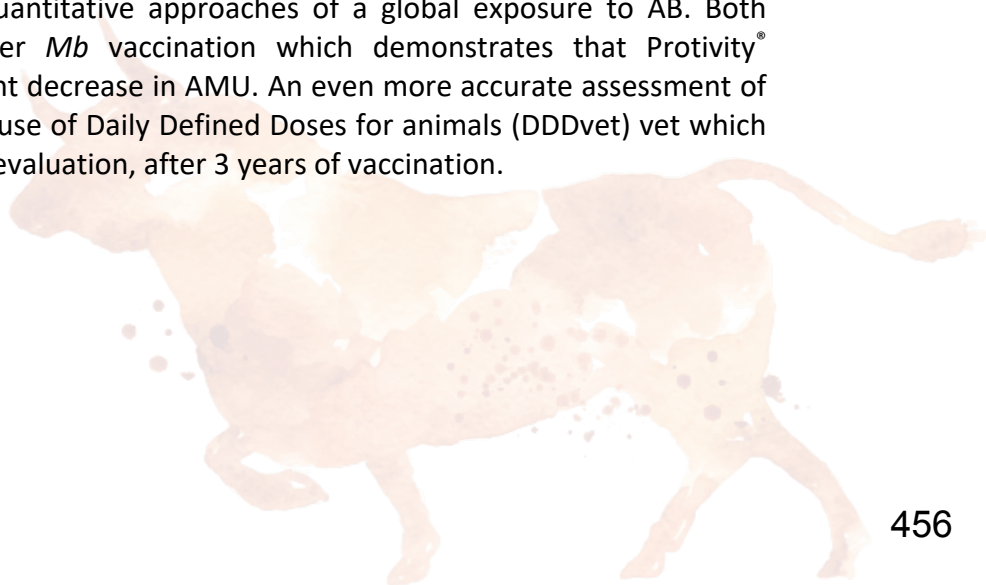 uantitative approaches of a global exposure to AB. Both
er Mb vaccination which demonstrates that Protivity®
nt decrease in AMU. An even more accurate assessment of
use of Daily Defined Doses for animals (DDDvet) vet which
evaluation, after 3 years of vaccination.
456